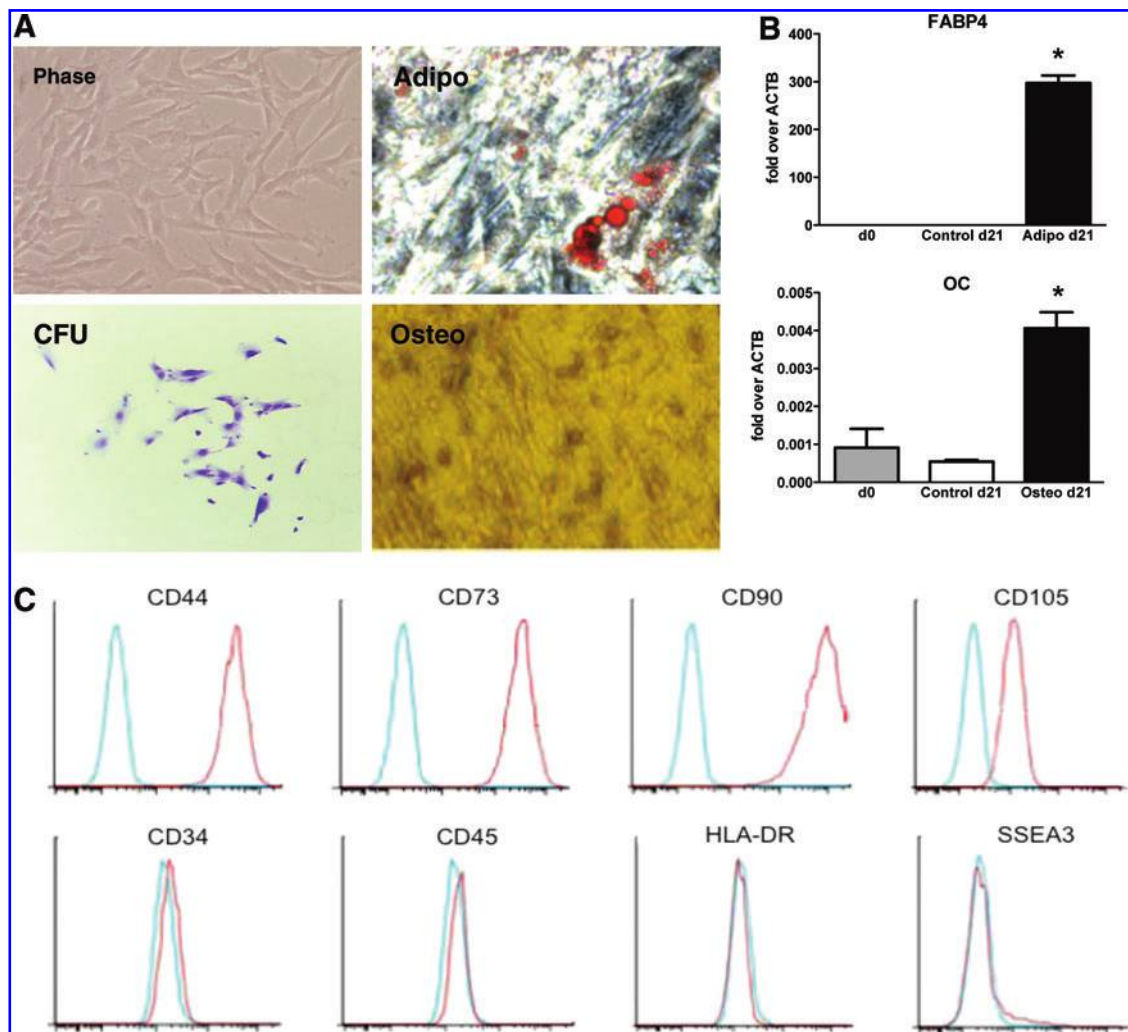 A
Phase
Adipo
CFU
Osteo
B
FABP4
fold over ACTB
400
300
200
100
0
d0 Control d21 Adipo d21
*
OC
fold over ACTB
0.005
0.004
0.003
0.002
0.001
0.000
d0 Control d21 Osteo d21
*
C
CD44 CD73 CD90 CD105
CD34 CD45 HLA-DR SSEA3